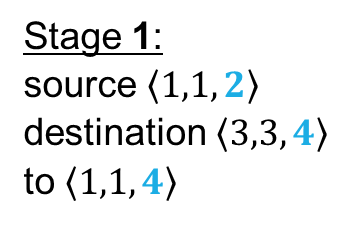 Stage 1:
source ⟨1,1,2⟩
destination ⟨3,3,4⟩
to ⟨1,1,4⟩